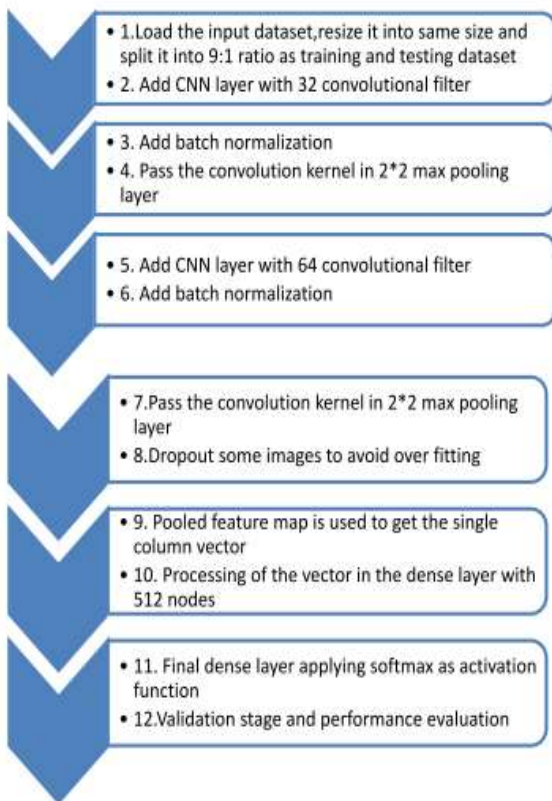 • 1.Load the input dataset,resize it into same size and
split it into 9:1 ratio as training and testing dataset
• 2. Add CNN layer with 32 convolutional filter
• 3. Add batch normalization
• 4. Pass the convolution kernel in 2*2 max pooling
layer
• 5. Add CNN layer with 64 convolutional filter
• 6. Add batch normalization
• 7.Pass the convolution kernel in 2*2 max pooling
layer
• 8.Dropout some images to avoid over fitting
• 9. Pooled feature map is used to get the single
column vector
• 10. Processing of the vector in the dense layer with
512 nodes
• 11. Final dense layer applying softmax as activation
function
• 12.Validation stage and performance evaluation